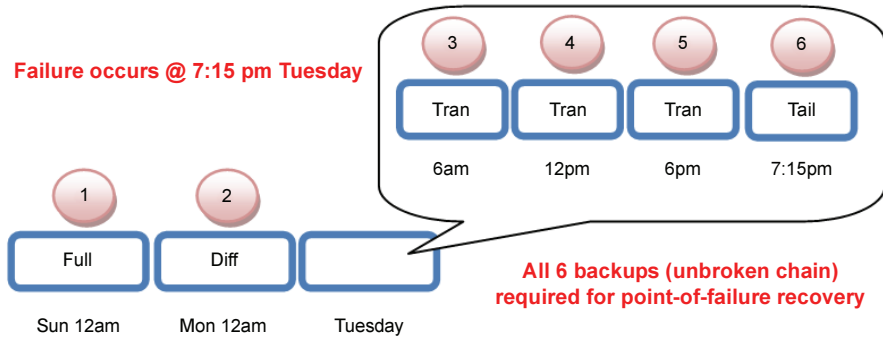 3 4 5 6
Failure occurs @ 7:15 pm Tuesday
Tran Tran Tran Tail
6am 12pm 6pm 7:15pm
1 2
Full Diff
All 6 backups (unbroken chain)
required for point-of-failure recovery
Sun 12am Mon 12am Tuesday